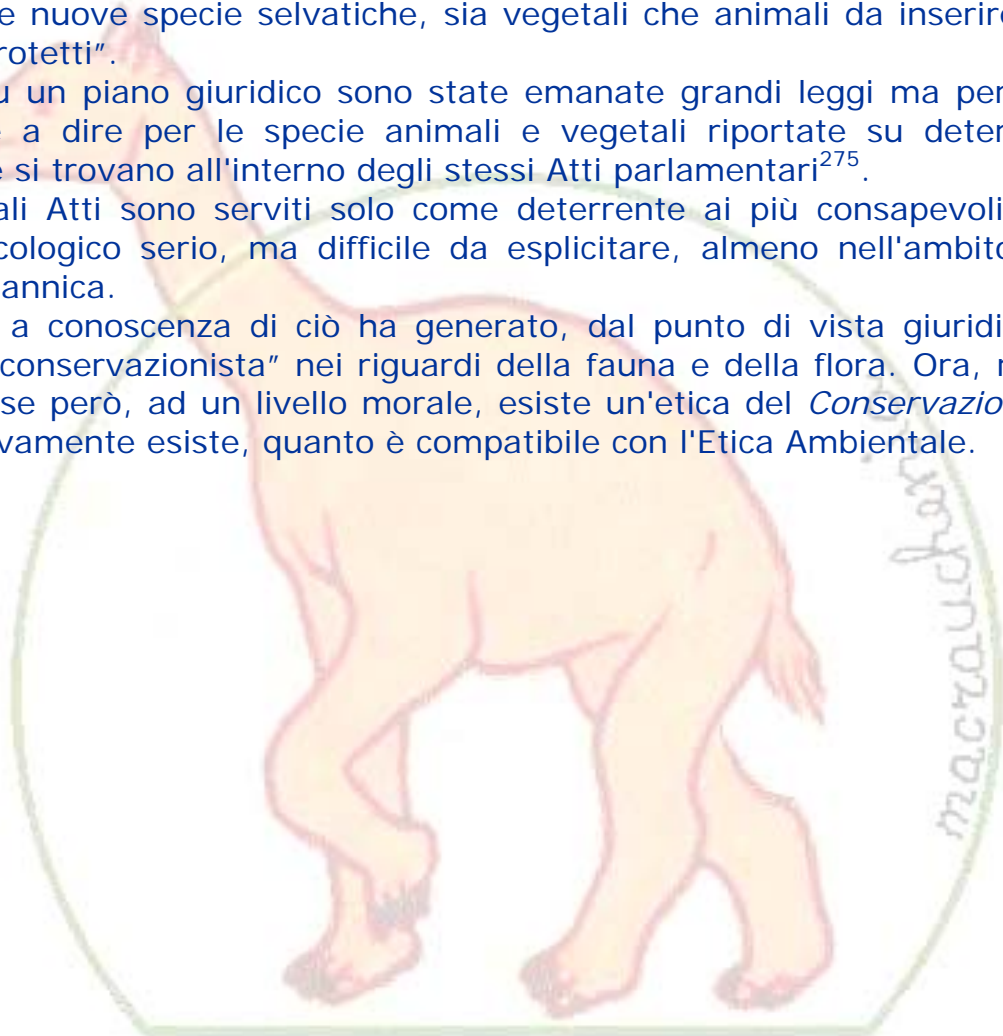 e nuove specie selvatiche, sia vegetali che animali da inserire
rotetti".
u un piano giuridico sono state emanate grandi leggi ma per
e a dire per le specie animali e vegetali riportate su deter
e si trovano all'interno degli stessi Atti parlamentari275.
ali Atti sono serviti solo come deterrente ai più consapevoli
cologico serio, ma difficile da esplicitare, almeno nell'ambito
annica.
a conoscenza di ciò ha generato, dal punto di vista giuridi
conservazionista" nei riguardi della fauna e della flora. Ora,
se però, ad un livello morale, esiste un'etica del Conservazio
vamente esiste, quanto è compatibile con l'Etica Ambientale.